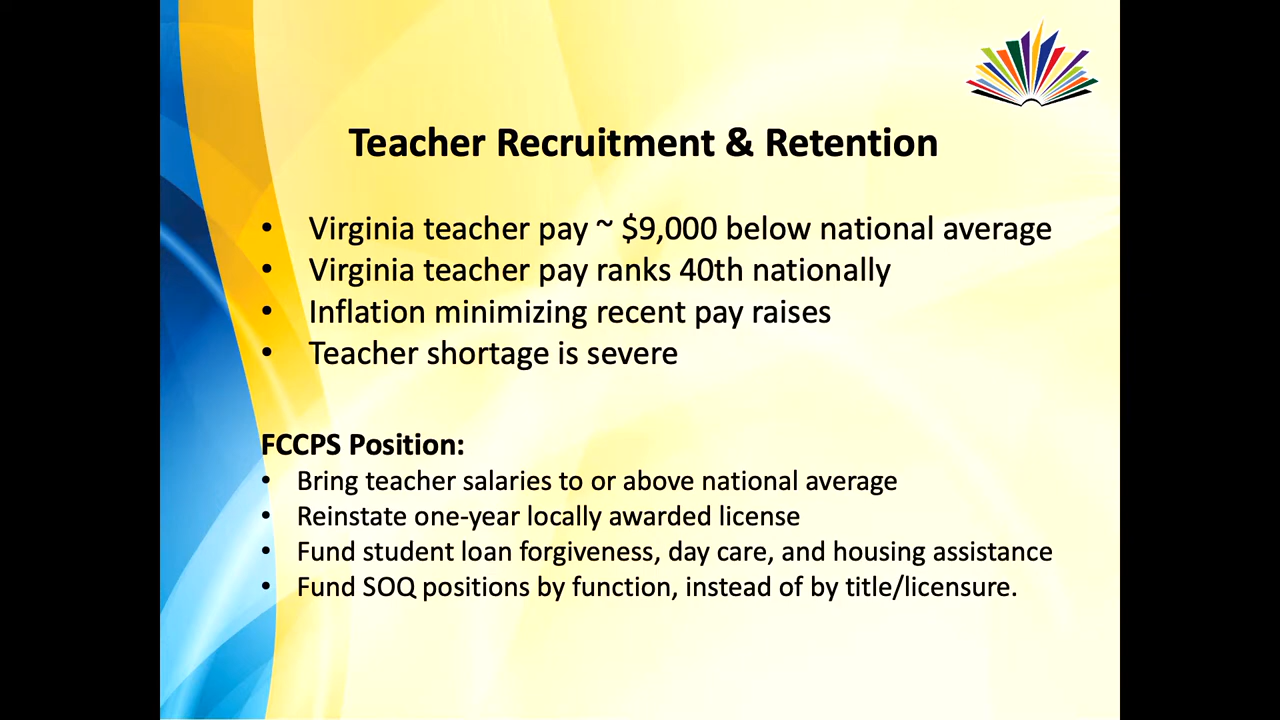 Teacher Recruitment & Retention
• Virginia teacher pay ~ $9,000 below national average
• Virginia teacher pay ranks 40th nationally
• Inflation minimizing recent pay raises
• Teacher shortage is severe
FCCPS Position:
• Bring teacher salaries to or above national average
• Reinstate one-year locally awarded license
• Fund student loan forgiveness, day care, and housing assistance
• Fund SOQ positions by function, instead of by title/licensure.